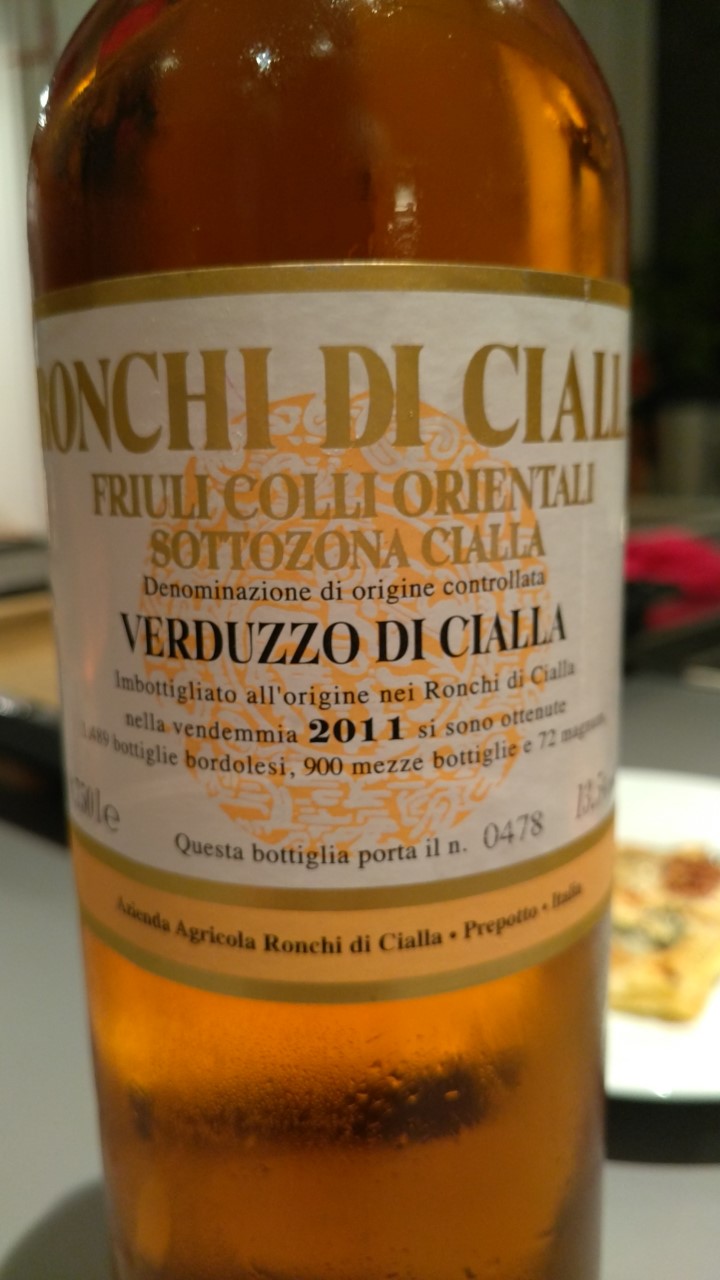 RONCHI DI CIALL
FRIULI COLLI ORIENTALI
SOTTOZONA CIALLA
Denominazione di origine controllata
VERDUZZO DI CIALLA
Imbottigliato all'origine nei Ronchi di Cialla
nella vendemmia 2011 si sono ottenute
bottiglie bordolesi, 900 mezze bottiglie e 72 magnum
Questa bottiglia porta il n. 0478
Azienda Agricola Ronchi di Cialla • Prepotto • Italia